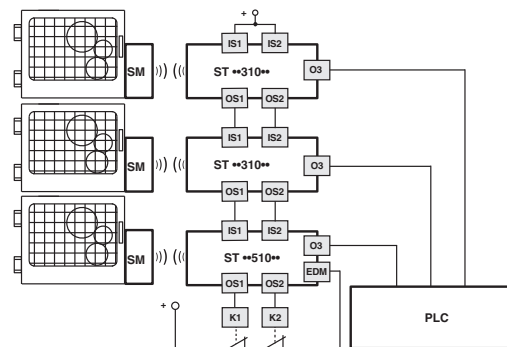 +
IS1 IS2
SM ST ••310•• O3
OS1 OS2
IS1 IS2
SM ST ••310•• O3
OS1 OS2
IS1 IS2
O3
SM ST ••510••
EDM
OS1 OS2
+
K1 K2 PLC